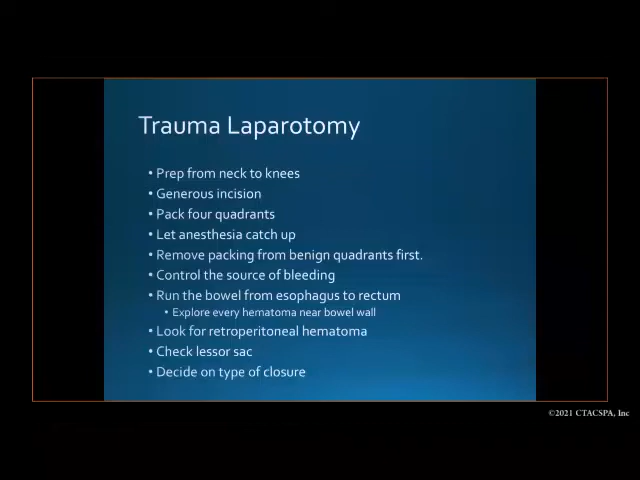 Trauma Laparotomy
• Prep from neck to knees
• Generous incision
• Pack four quadrants
• Let anesthesia catch up
• Remove packing from benign quadrants first.
• Control the source of bleeding
• Run the bowel from esophagus to rectum
• Explore every hematoma near bowel wall
• Look for retroperitoneal hematoma
• Check lessor sac
• Decide on type of closure
©2021 CTACSPA, Inc